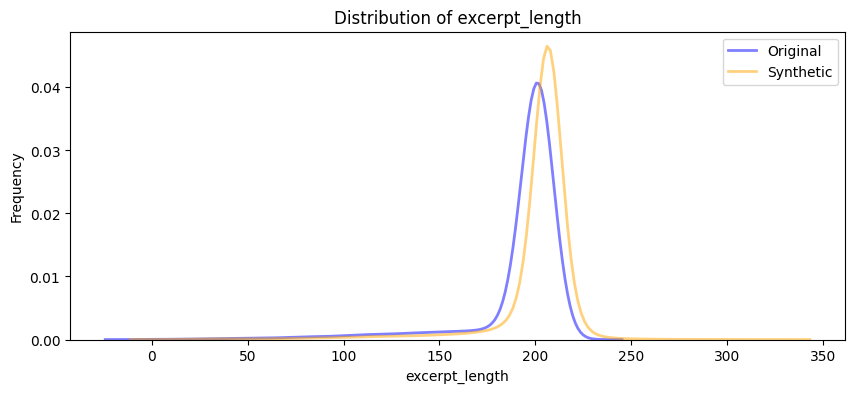 Distribution of excerpt_length
Original
Synthetic
Frequency
0.04
0.03
0.02
0.01
0.00
0
50
100
150
200
250
300
350
excerpt_length